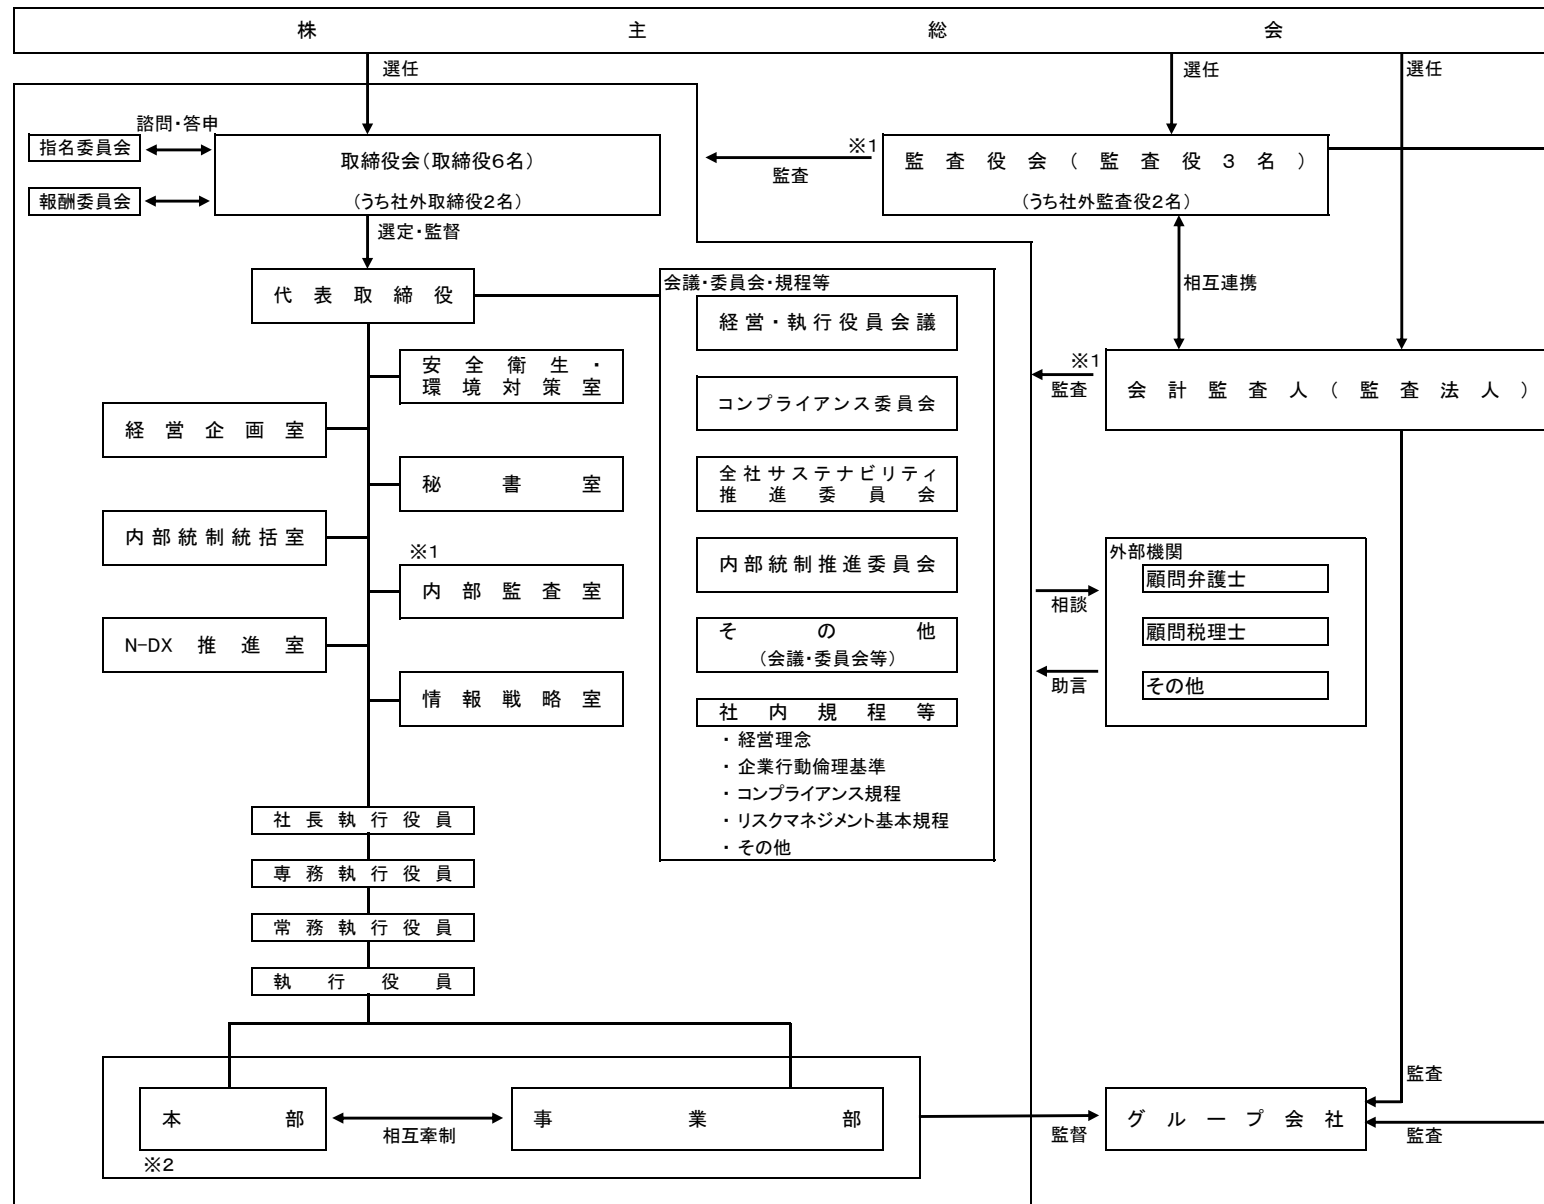 株主総会
選任
選任
選任
諮問・答申
指名委員会
報酬委員会
取締役会(取締役6名)
(うち社外取締役2名)
※1
監査
監査役会(監査役3名)
(うち社外監査役2名)
選定・監督
代表取締役
相互連携
会議・委員会・規程等
経営・執行役員会議
コンプライアンス委員会
全社サステナビリティ
推進委員会
内部統制推進委員会
その他
(会議・委員会等)
社内規程等
・経営理念
・企業行動倫理基準
・コンプライアンス規程
・リスクマネジメント基本規程
・その他
安全衛生・
環境対策室
経営企画室
秘書室
内部統制統括室
※1
内部監査室
N-DX 推進室
情報戦略室
※1
監査
会計監査人(監査法人)
相談
助言
外部機関
顧問弁護士
顧問税理士
その他
社長執行役員
専務執行役員
常務執行役員
執行役員
本部
※2
相互牽制
事業部
監督
グループ会社
監査
監査